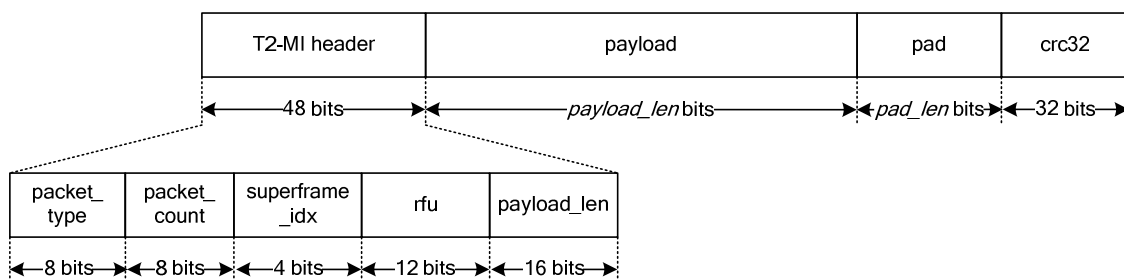 T2-MI header payload pad crc32
48 bits payload_len bits pad_len bits 32 bits
packet_
type
packet_
count
superframe
_idx
rfu
payload_len
8 bits 8 bits 4 bits 12 bits 16 bits